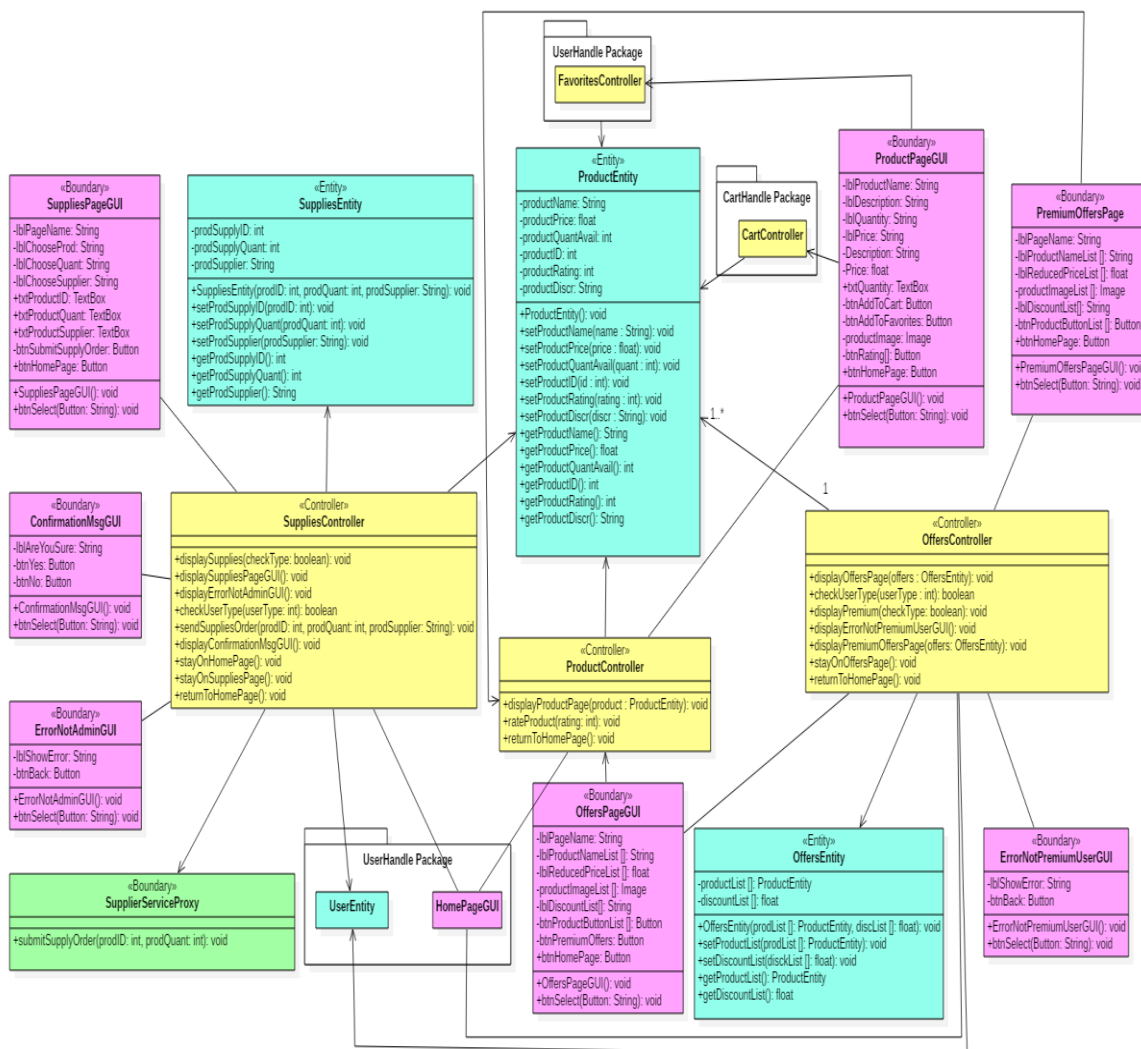 UserHandle Package
FavoritesController
«Boundary»
SuppliesPageGUI
-lblPageName: String
-lblChooseProd: String
-lblChooseQuant: String
-lblChooseSupplier: String
+txtProductID: TextBox
+txtProductQuant: TextBox
+txtProductSupplier: TextBox
-btnSubmitSupplyOrder: Button
+btnHomePage: Button
+SuppliesPageGUI(): void
+btnSelect(Button: String): void
«Entity»
SuppliesEntity
-prodSupplyID: int
-prodSupplyQuant: int
-prodSupplier: String
+SuppliesEntity(prodID: int, prodQuant: int, prodSupplier: String): void
+setProdSupplyID(prodID: int): void
+setProdSupplyQuant(prodQuant: int): void
+setProdSupplier(prodSupplier: String): void
+getProdSupplyID(): int
+getProdSupplyQuant(): int
+getProdSupplier(): String
«Entity»
ProductEntity
-productName: String
-productPrice: float
-productQuantAvail: int
-productID: int
-productRating: int
-productDiscr: String
+ProductEntity(): void
+setProductName(name : String): void
+setProductPrice(price : float): void
+setProductQuantAvail(quant : int): void
+setProductID(id : int): void
+setProductRating(rating : int): void
+setProductDiscr(discr : String): void
+getProductName(): String
+getProductPrice(): float
+getProductQuantAvail(): int
+getProductID(): int
+getProductRating(): int
+getProductDiscr(): String
CartHandle Package
CartController
«Boundary»
ProductPageGUI
-lblProductName: String
-lblDescription: String
-lblQuantity: String
-lblPrice: String
-Description: String
-Price: float
+txtQuantity: TextBox
-btnAddToCart: Button
-btnAddToFavorites: Button
-productImage: Image
-btnRating[]: Button
-btnHomePage: Button
+ProductPageGUI(): void
+btnSelect(Button: String): void
«Boundary»
PremiumOffersPage
-lblPageName: String
-lblProductNameList []: String
-lblReducedPriceList []: float
-productImageList []: Image
-lblDiscountList[]: String
-btnProductButtonList []: Button
+btnHomePage: Button
+PremiumOffersPageGUI(): void
+btnSelect(Button: String): void
1..*
1
«Boundary»
ConfirmationMsgGUI
-lblAreYouSure: String
-btnYes: Button
-btnNo: Button
+ConfirmationMsgGUI(): void
+btnSelect(Button: String): void
«Controller»
SuppliesController
+displaySupplies(checkType: boolean): void
+displaySuppliesPageGUI(): void
+displayErrorNotAdminGUI(): void
+checkUserType(userType: int): boolean
+sendSuppliesOrder(prodID: int, prodQuant: int, prodSupplier: String): void
+displayConfirmationMsgGUI(): void
+stayOnHomePage(): void
+stayOnSuppliesPage(): void
+returnToHomePage(): void
«Controller»
OffersController
+displayOffersPage(offers : OffersEntity): void
+checkUserType(userType : int): boolean
+displayPremium(checkType: boolean): void
+displayErrorNotPremiumUserGUI(): void
+displayPremiumOffersPage(offers: OffersEntity): void
+stayOnOffersPage(): void
+returnToHomePage(): void
«Controller»
ProductController
+displayProductPage(product : ProductEntity): void
+rateProduct(rating: int): void
+returnToHomePage(): void
«Boundary»
ErrorNotAdminGUI
-lblShowError: String
-btnBack: Button
+ErrorNotAdminGUI(): void
+btnSelect(Button: String): void
«Boundary»
SupplierServiceProxy
+submitSupplyOrder(prodID: int, prodQuant: int): void
UserHandle Package
UserEntity
HomePageGUI
«Boundary»
OffersPageGUI
-lblPageName: String
-lblProductNameList []: String
-lblReducedPriceList []: float
-productImageList []: Image
-lblDiscountList[]: String
-btnProductButtonList []: Button
-btnPremiumOffers: Button
-btnHomePage: Button
+OffersPageGUI(): void
+btnSelect(Button: String): void
«Entity»
OffersEntity
-productList []: ProductEntity
-discountList []: float
+OffersEntity(prodList []: ProductEntity, discList []: float): void
+setProductList(prodList []: ProductEntity): void
+setDiscountList(disckList []: float): void
+getProductList(): ProductEntity
+getDiscountList(): float
«Boundary»
ErrorNotPremiumUserGUI
-lblShowError: String
-btnBack: Button
+ErrorNotPremiumUserGUI(): void
+btnSelect(Button: String): void